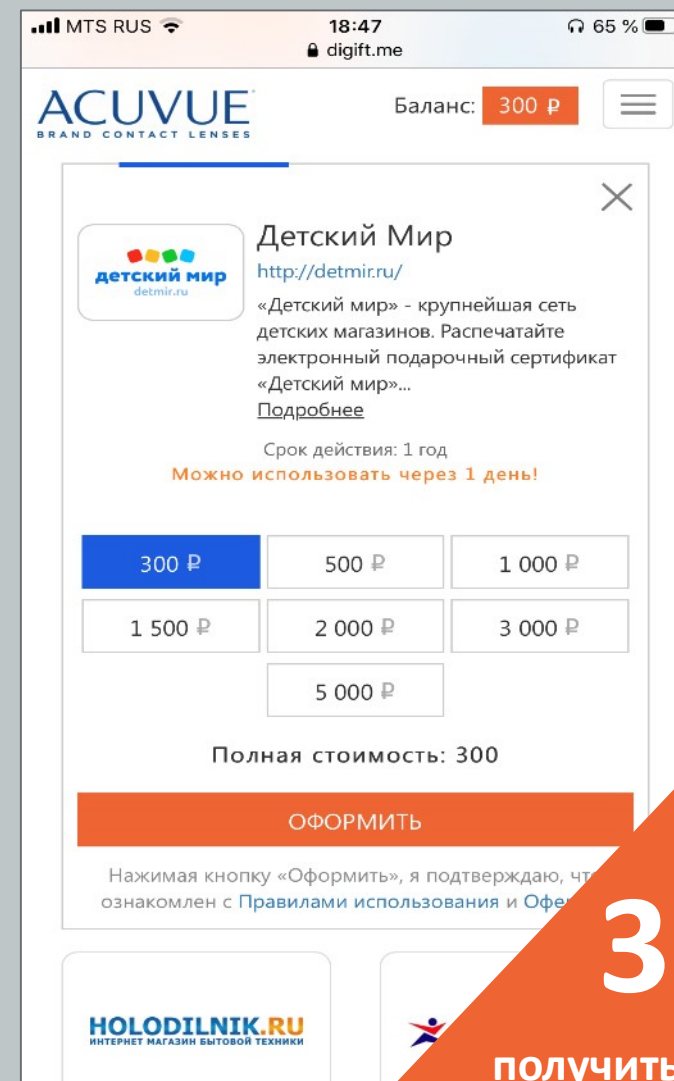 MTS RUS 18:47 65 %
digift.me
ACUVUE
BRAND CONTACT LENSES
Баланс: 300 ₽
детский мир
detmir.ru
Детский Мир
http://detmir.ru/
«Детский мир» - крупнейшая сеть
детских магазинов. Распечатайте
электронный подарочный сертификат
«Детский мир»...
Подробнее
Срок действия: 1 год
Можно использовать через 1 день!
300 ₽ 500 ₽ 1 000 ₽
1 500 ₽ 2 000 ₽ 3 000 ₽
5 000 ₽
Полная стоимость: 300
ОФОРМИТЬ
Нажимая кнопку «Оформить», я подтверждаю,
ознакомлен с Правилами использования и
3
HOLODILNIK.RU
ИНТЕРНЕТ МАГАЗИН БЫТОВОЙ ТЕХНИКИ
получить